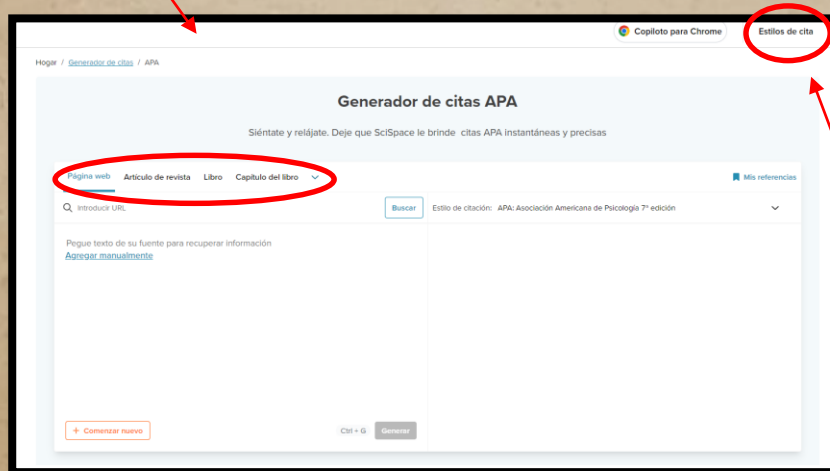 Copiloto para Chrome
Estilos de cita
Hogar / Generador de citas / APA
Generador de citas APA
Siéntate y relájate. Deje que SciSpace le brinde citas APA instantáneas y precisas
Página web Artículo de revista Libro Capítulo del libro
Mis referencias
Introducir URL
Buscar
Estilo de citación: APA: Asociación Americana de Psicología 7ª edición
Pegue texto de su fuente para recuperar información
Agregar manualmente
+ Comenzar nuevo
Ctrl + G
Generar